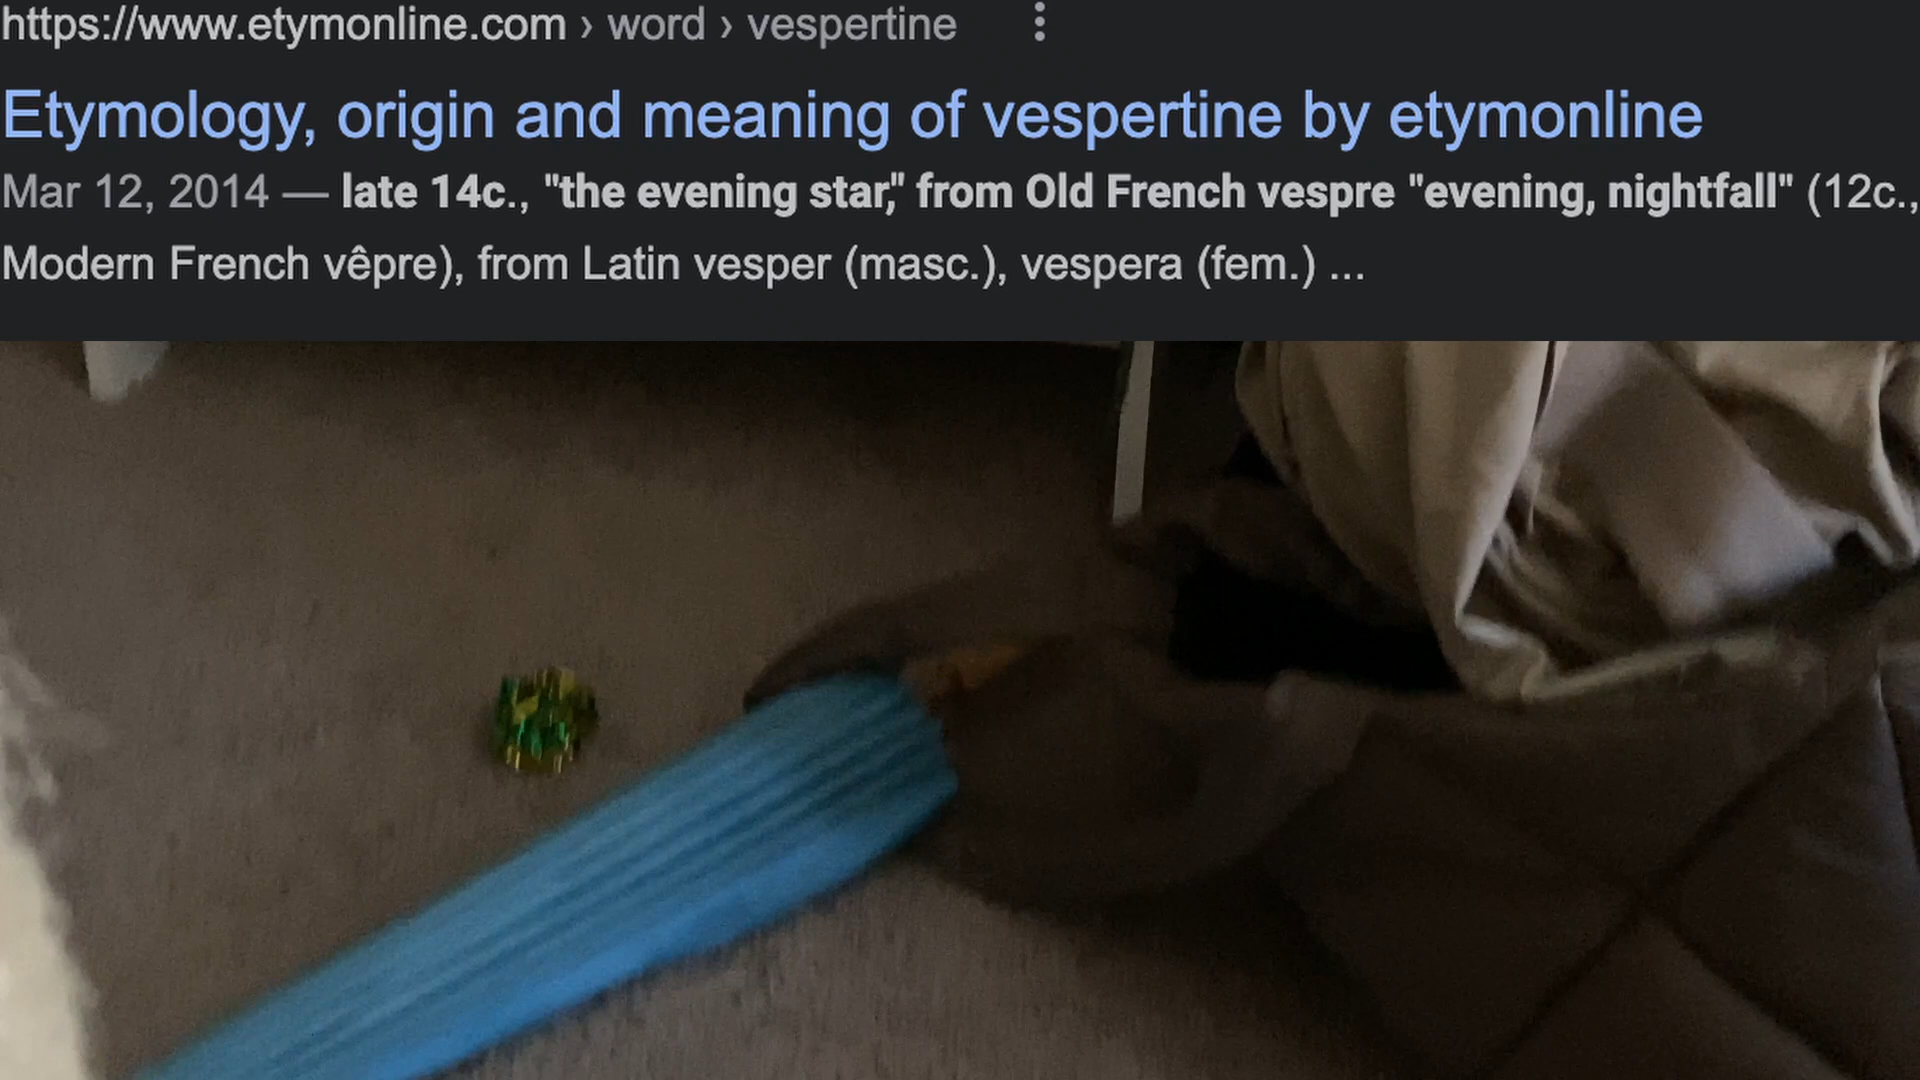 https://www.etymonline.com › word › vespertine
Etymology, origin and meaning of vespertine by etymonline
Mar 12, 2014 — late 14c., "the evening star," from Old French vespre "evening, nightfall" (12c.,
Modern French vêpre), from Latin vesper (masc.), vespera (fem.) ...